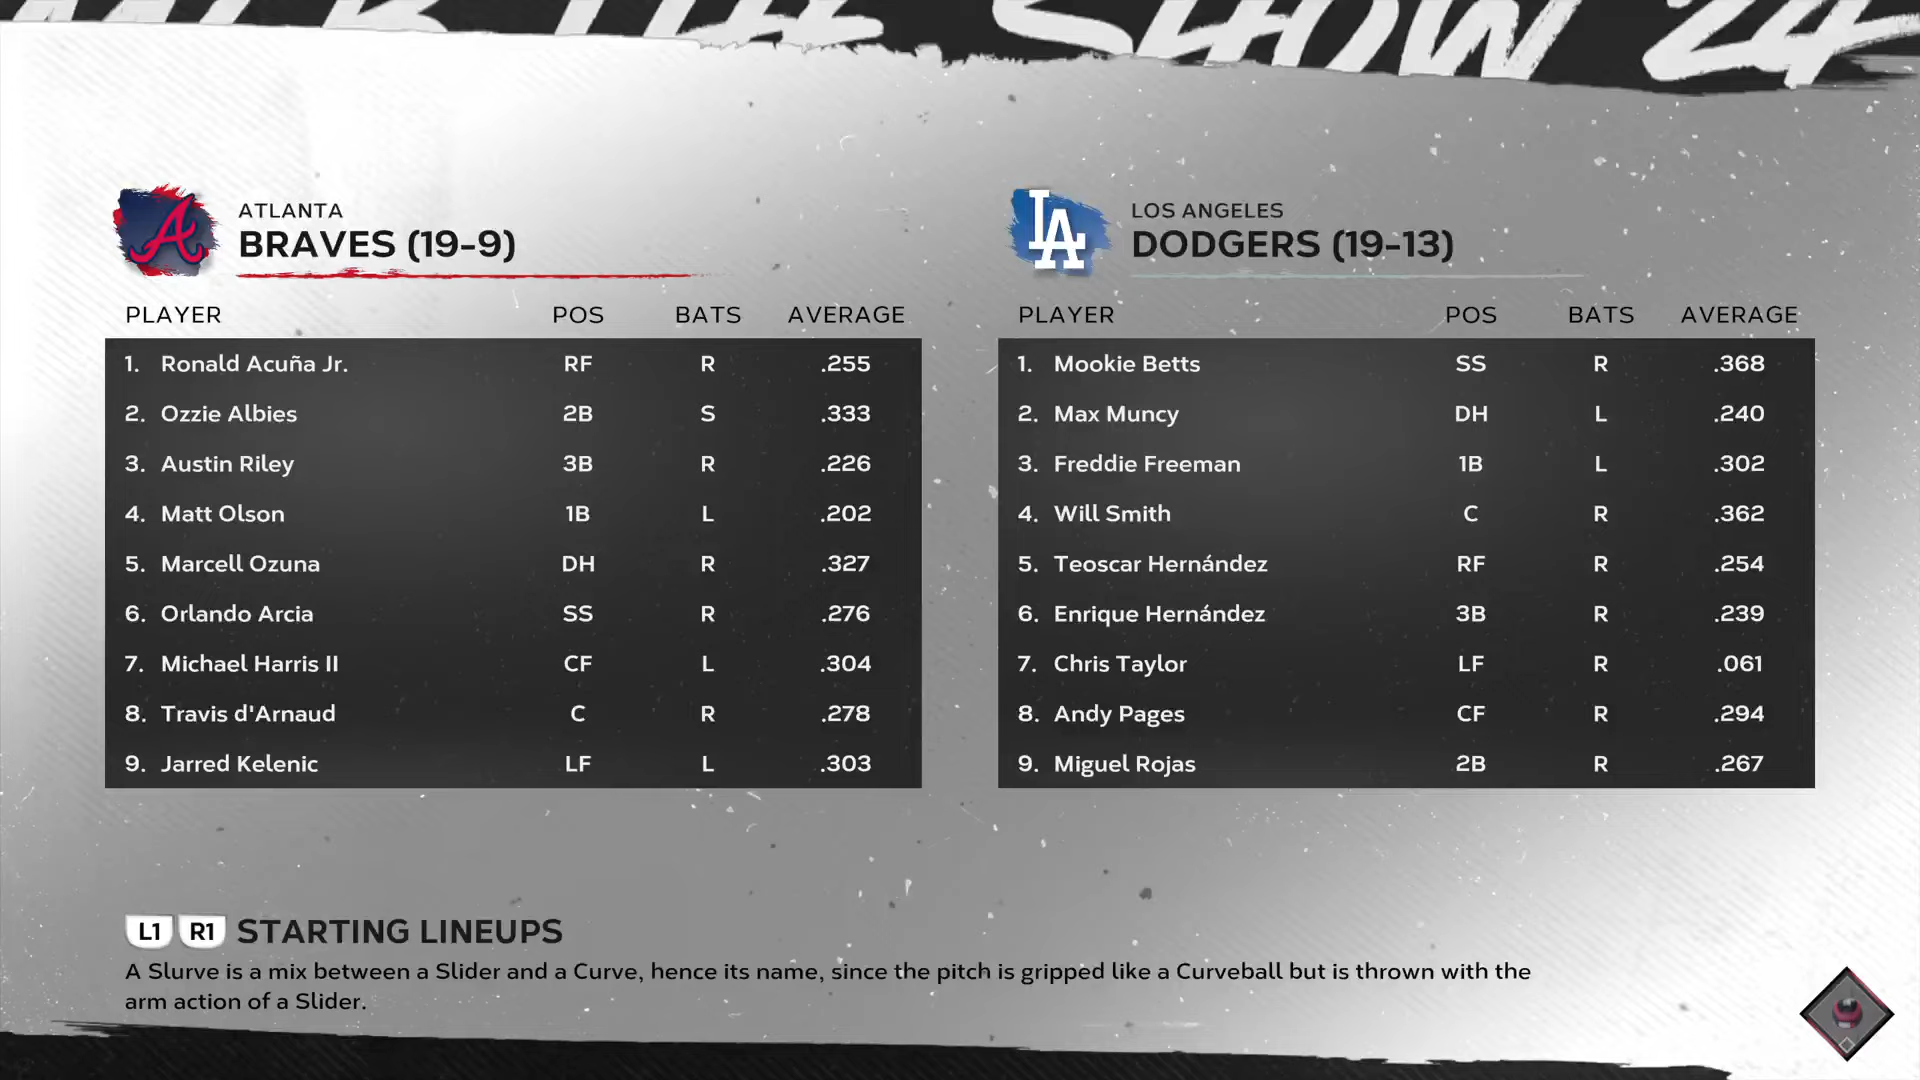 MLB THE SHOW 24
ATLANTA
BRAVES (19-9)
PLAYER POS BATS AVERAGE
1. Ronald Acuña Jr. RF R .255
2. Ozzie Albies 2B S .333
3. Austin Riley 3B R .226
4. Matt Olson 1B L .202
5. Marcell Ozuna DH R .327
6. Orlando Arcia SS R .276
7. Michael Harris II CF L .304
8. Travis d'Arnaud C R .278
9. Jarred Kelenic LF L .303
LA
LOS ANGELES
DODGERS (19-13)
PLAYER POS BATS AVERAGE
1. Mookie Betts SS R .368
2. Max Muncy DH L .240
3. Freddie Freeman 1B L .302
4. Will Smith C R .362
5. Teoscar Hernández RF R .254
6. Enrique Hernández 3B R .239
7. Chris Taylor LF R .061
8. Andy Pages CF R .294
9. Miguel Rojas 2B R .267
L1 R1 STARTING LINEUPS
A Slurve is a mix between a Slider and a Curve, hence its name, since the pitch is gripped like a Curveball but is thrown with the
arm action of a Slider.